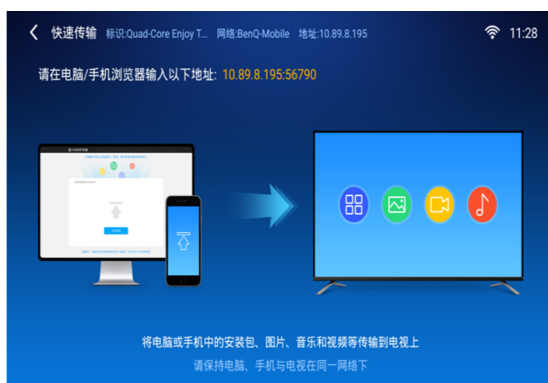 快速传输 标识:Quad-Core Enjoy T... 网络:BenQ-Mobile 地址:10.89.8.195 11:28
请在电脑/手机浏览器输入以下地址: 10.89.8.195:56790
将电脑或手机中的安装包、图片、音乐和视频等传输到电视上
请保持电脑、手机与电视在同一网络下